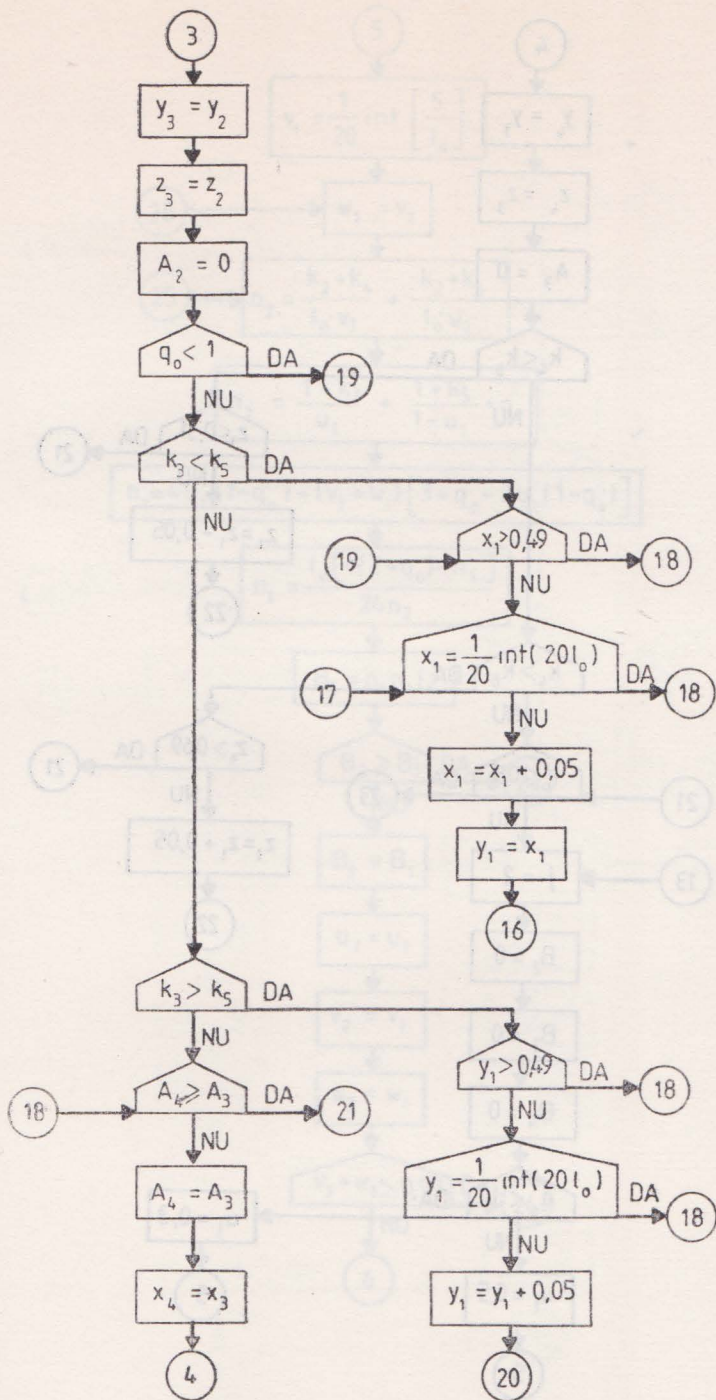 3
y₃ = y₂
z₃ = z₂
A₂ = 0
q₀ < 1
DA
19
NU
k₃ < k₅
DA
NU
x₁ > 0,49
19
DA
18
NU
x₁ = 1/20 int(20l₀)
17
DA
18
NU
x₁ = x₁ + 0,05
y₁ = x₁
16
k₃ > k₅
DA
NU
y₁ > 0,49
DA
18
18
A₄ ⩾ A₃
DA
21
NU
NU
y₁ = 1/20 int(20l₀)
DA
18
A₄ = A₃
NU
x₄ = x₃
y₁ = y₁ + 0,05
4
20